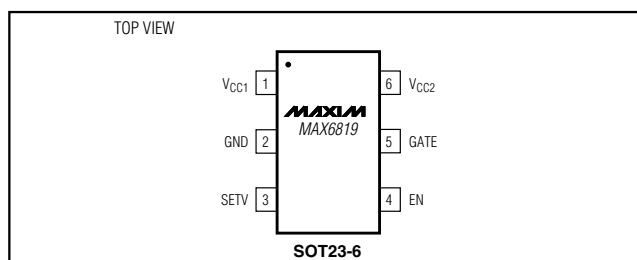 TOP VIEW
VCC1 1 6 VCC2
MAXIM
MAX6819
GND 2 5 GATE
SETV 3 4 EN
SOT23-6